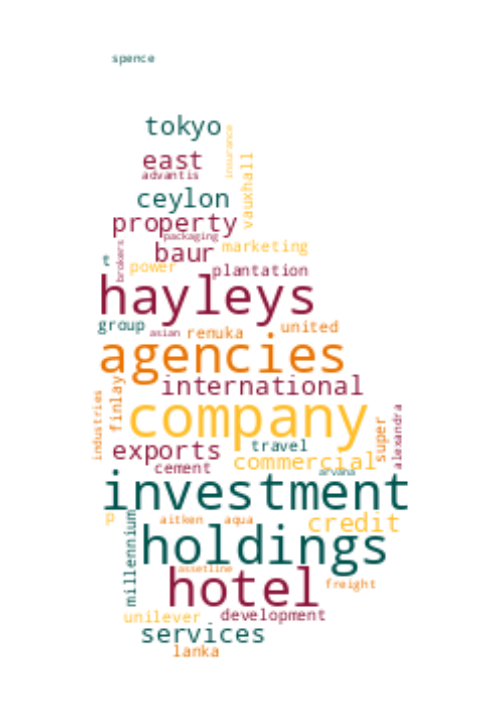 spence
tokyo
insurance
east
advantis
vauxhall
ceylon
property
packaging
brokers
baur
marketing
t
power
plantation
hayleys
group
asian
renuka
united
agencies
international
finlay
industries
company
super
alexandra
exports
travel
commercial
cement
arvana
investment
p
aitken
aqua
credit
millennium
holdings
assetline
hotel
freight
unilever
development
services
lanka